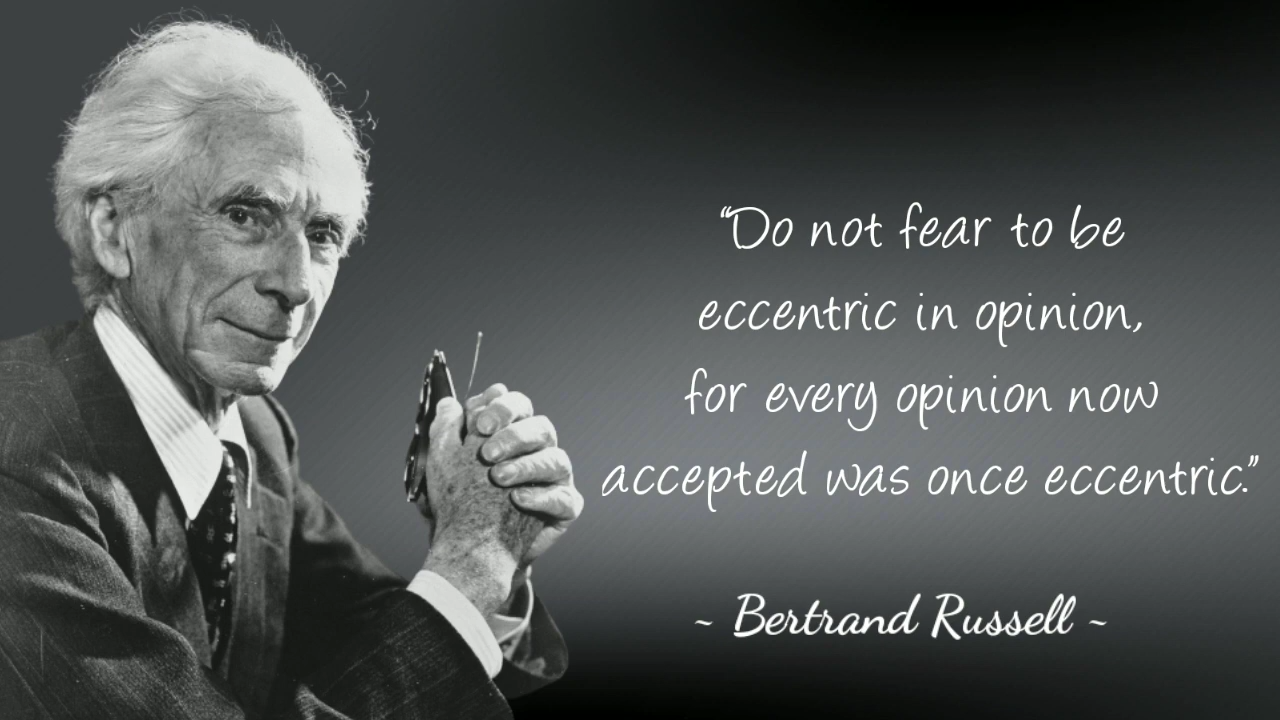 “Do not fear to be
eccentric in opinion,
for every opinion now
accepted was once eccentric.”
~ Bertrand Russell ~